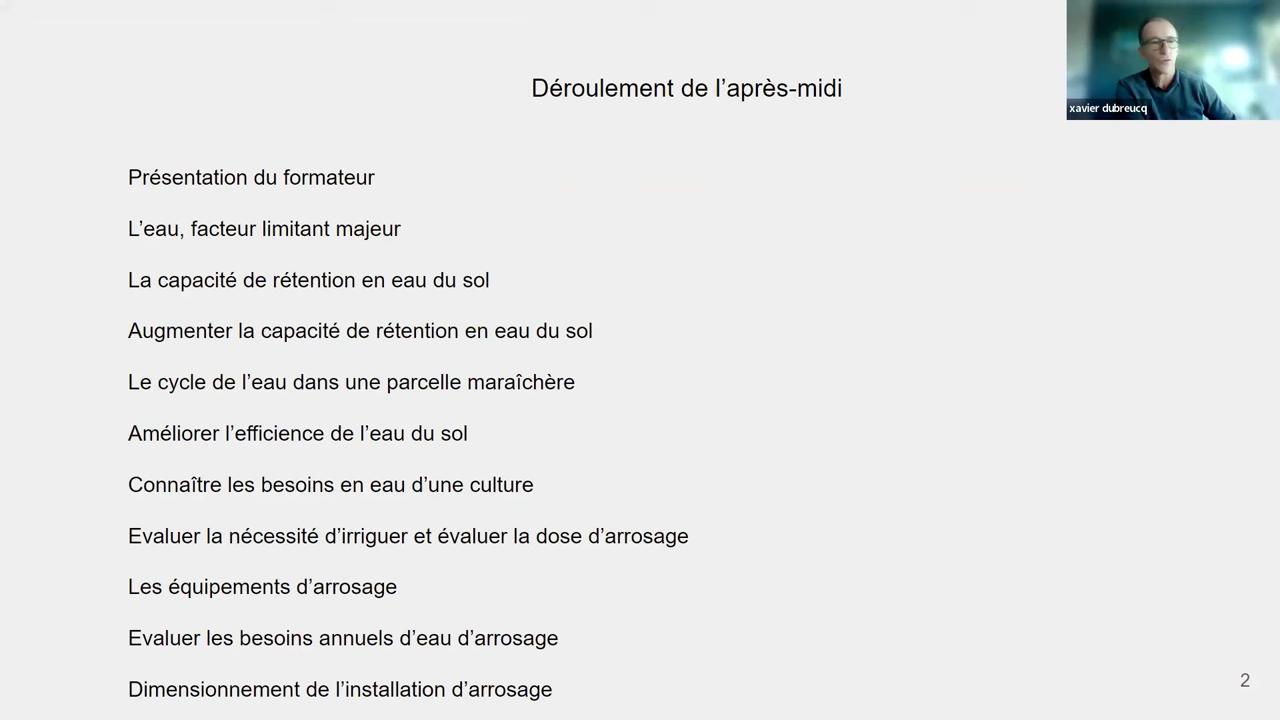 Déroulement de l'après-midi
xavier dubreucq
Présentation du formateur
L'eau, facteur limitant majeur
La capacité de rétention en eau du sol
Augmenter la capacité de rétention en eau du sol
Le cycle de l'eau dans une parcelle maraîchère
Améliorer l'efficience de l'eau du sol
Connaître les besoins en eau d'une culture
Evaluer la nécessité d'irriguer et évaluer la dose d'arrosage
Les équipements d'arrosage
Evaluer les besoins annuels d'eau d'arrosage
Dimensionnement de l'installation d'arrosage
2